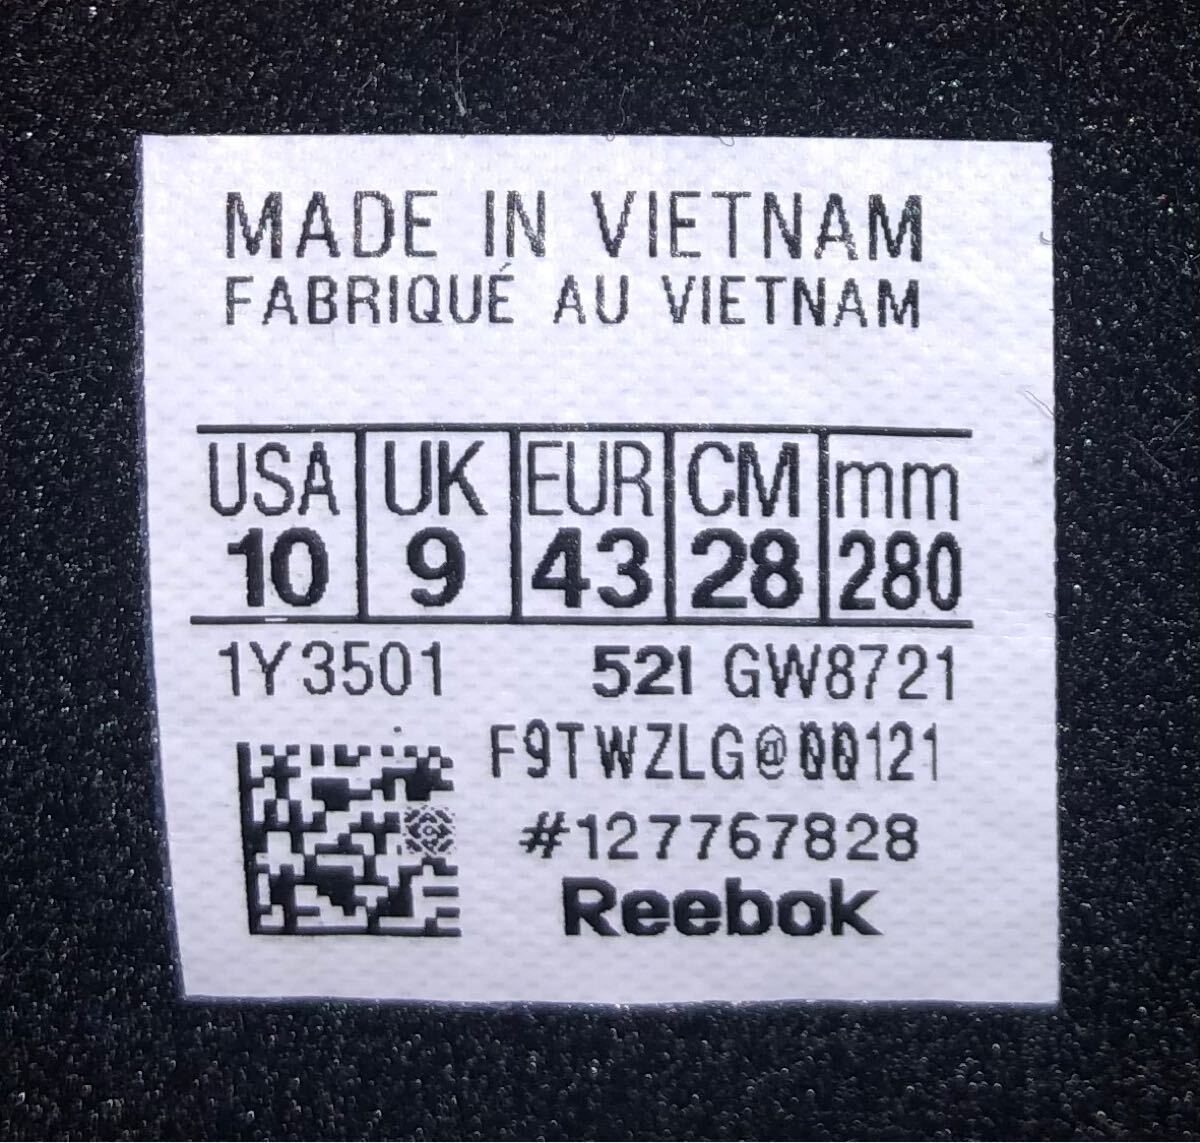 MADE IN VIETNAM
FABRIQUÉ AU VIETNAM
USA UK EUR CM mm
10 9 43 28 280
1Y3501 521 GW8721
F9TWZLG@00121
#127767828
Reebok